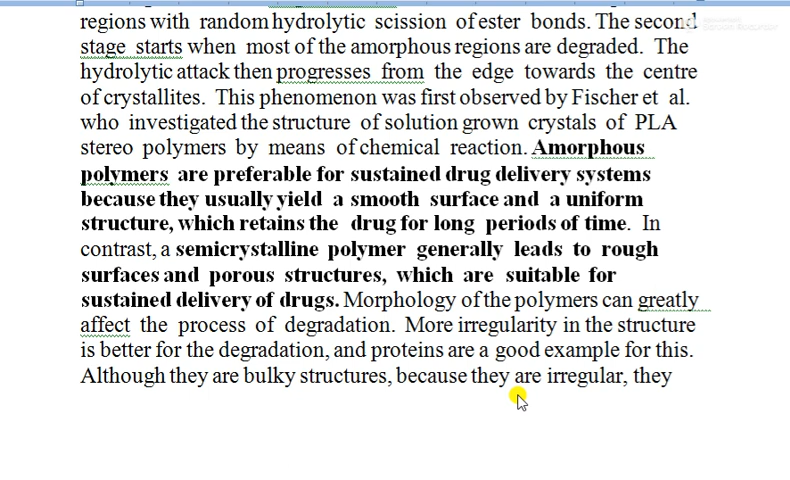 regions with random hydrolytic scission of ester bonds. The second
stage starts when most of the amorphous regions are degraded. The
hydrolytic attack then progresses from the edge towards the centre
of crystallites. This phenomenon was first observed by Fischer et al.
who investigated the structure of solution grown crystals of PLA
stereo polymers by means of chemical reaction. Amorphous
polymers are preferable for sustained drug delivery systems
because they usually yield a smooth surface and a uniform
structure, which retains the drug for long periods of time. In
contrast, a semicrystalline polymer generally leads to rough
surfaces and porous structures, which are suitable for
sustained delivery of drugs. Morphology of the polymers can greatly
affect the process of degradation. More irregularity in the structure
is better for the degradation, and proteins are a good example for this.
Although they are bulky structures, because they are irregular, they